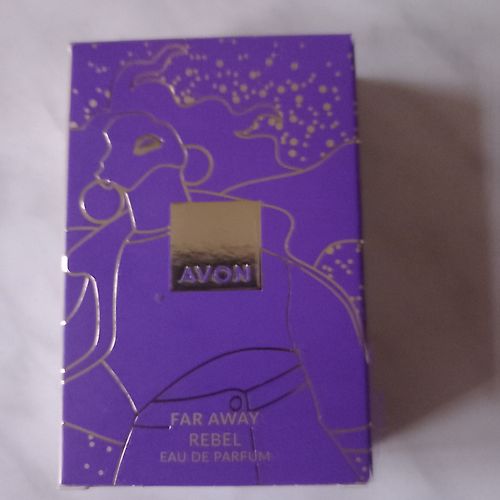 AVON
FAR AWAY
REBEL
EAU DE PARFUM